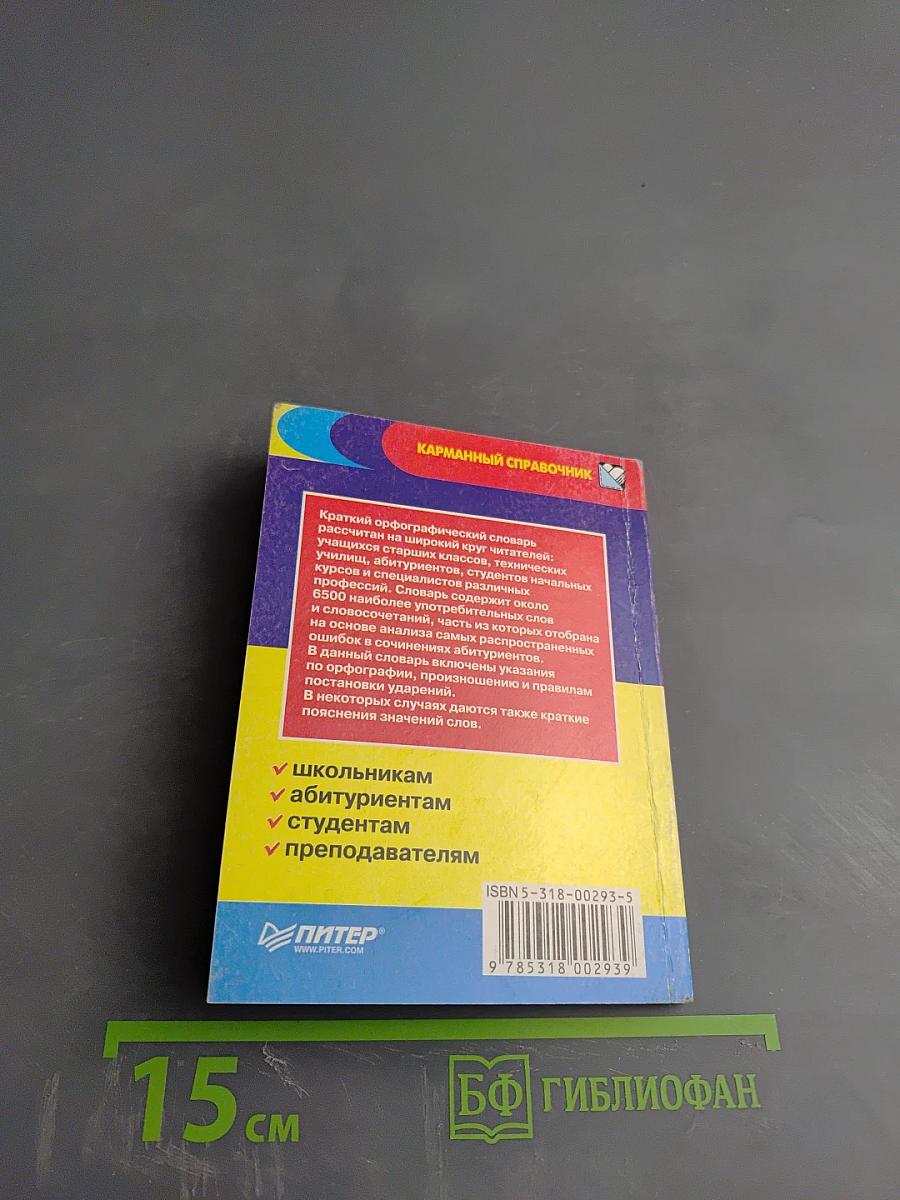 КАРМАННЫЙ СПРАВОЧНИК
Краткий орфографический словарь
рассчитан на широкий круг читателей:
учащихся старших классов, технических
училищ, абитуриентов, студентов начальных
курсов и специалистов различных
профессий. Словарь содержит около
6500 наиболее употребительных слов
и словосочетаний, часть из которых отобрана
на основе анализа самых распространенных
ошибок в сочинениях абитуриентов.
В данный словарь включены указания
по орфографии, произношению и правилам
постановки ударений.
В некоторых случаях даются также краткие
пояснения значений слов.
школьникам
абитуриентам
студентам
преподавателям
ISBN 5-318-00293-5
ПИТЕР®
WWW.PITER.COM
9 785318 002939
15 см
БФ ГИБЛИОФАН